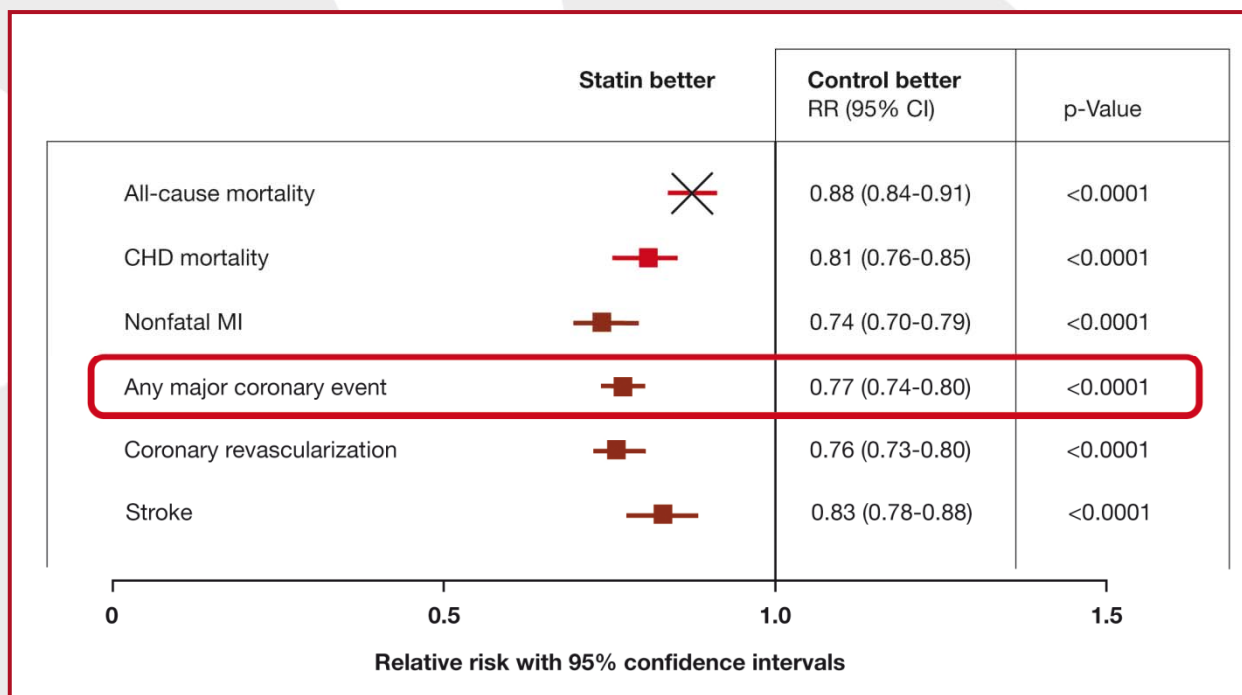 Statin better
Control better
RR (95% CI)
p-Value
All-cause mortality 0.88 (0.84-0.91) <0.0001
CHD mortality 0.81 (0.76-0.85) <0.0001
Nonfatal MI 0.74 (0.70-0.79) <0.0001
Any major coronary event 0.77 (0.74-0.80) <0.0001
Coronary revascularization 0.76 (0.73-0.80) <0.0001
Stroke 0.83 (0.78-0.88) <0.0001
0 0.5 1.0 1.5
Relative risk with 95% confidence intervals